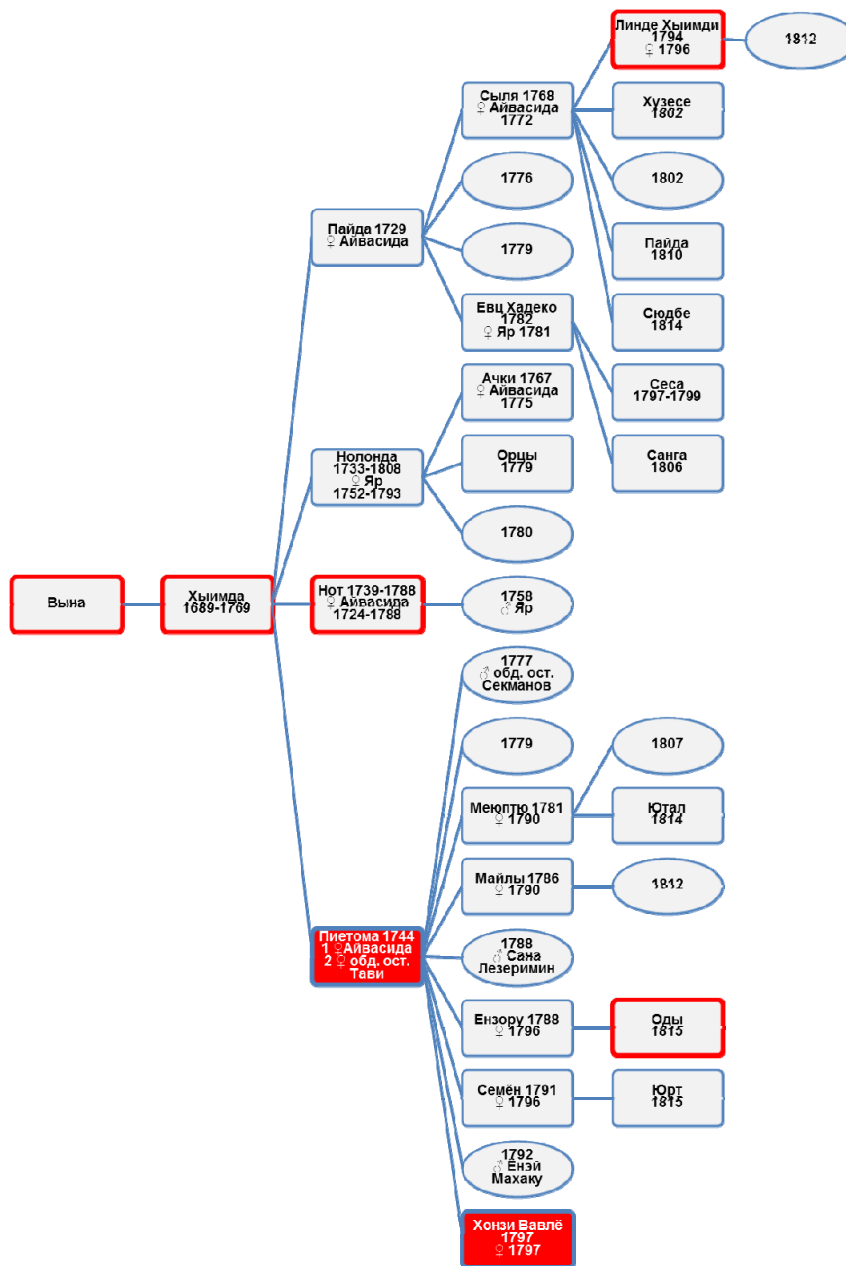 Линде Хыимди
1794
♀ 1796
1812
Сыля 1768
♀ Айвасида
1772
Хузесе
1802
1776
1802
Пайда 1729
♀ Айвасида
1779
Пайда
1810
Евц Хадеко
1782
♀ Яр 1781
Сюдбе
1814
Ачки 1767
♀ Айвасида
1775
Сеса
1797-1799
Нолонда
1733-1808
♀ Яр
1752-1793
Орцы
1779
Санга
1806
1780
Вына
Хыимда
1689-1769
Нот 1739-1788
♀ Айвасида
1724-1788
1758
♂ Яр
1777
♂ обд. ост.
Секманов
1779
1807
Меюптю 1781
♀ 1790
Ютал
1814
Майлы 1786
♀ 1790
1812
Пиетома 1744
1 ♀Айвасида
2 ♀ обд. ост.
Тави
1788
♂ Сана
Лезеримин
Ензору 1788
♀ 1796
Оды
1815
Семён 1791
♀ 1796
Юрт
1815
1792
♂ Ёнэй
Махаку
Хонзи Вавлё
1797
♀ 1797